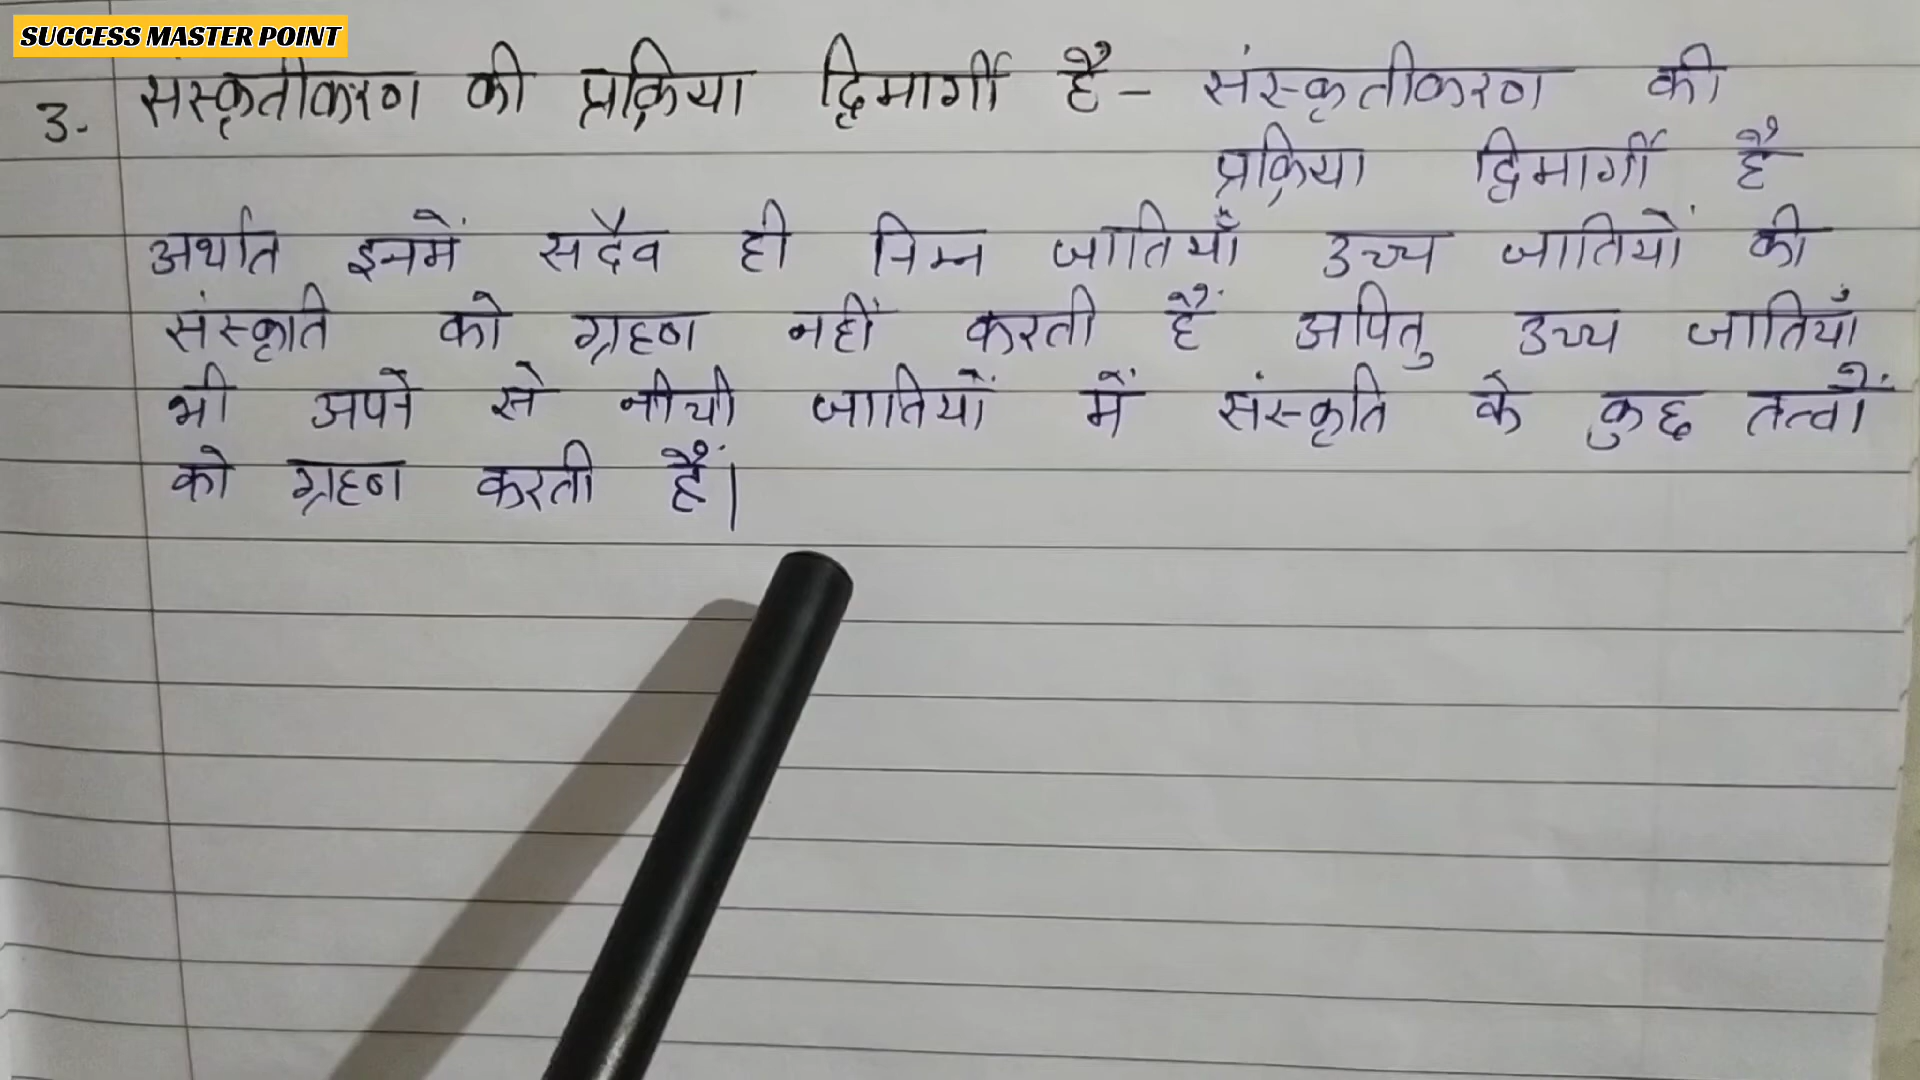 SUCCESS MASTER POINT
3. संस्कृतीकरण की प्रक्रिया द्विमार्गी है - संस्कृतीकरण की
प्रक्रिया द्विमार्गी है
अर्थात इनमें सदैव ही निम्न जातियाँ उच्च जातियों की
संस्कृति को ग्रहण नहीं करती हैं अपितु उच्च जातियाँ
भी अपने से नीची जातियों में संस्कृति के कुछ तत्वों
को ग्रहण करती हैं|